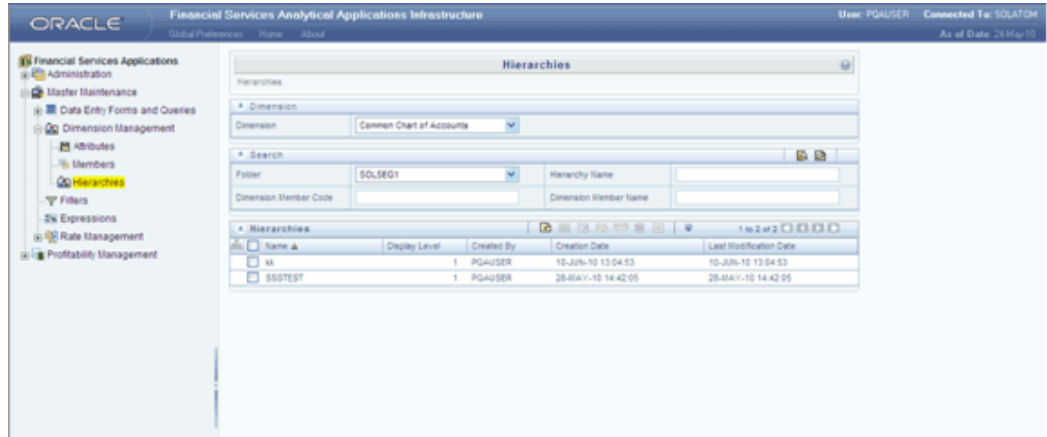 ORACLE
Financial Services Analytical Applications Infrastructure
User: PQAUSER Connected To: SOLATOM
Global Preferences Home About
As of Date: 24-May-10
Financial Services Applications
Administration
Master Maintenance
Data Entry Forms and Queries
Dimension Management
Attributes
Members
Hierarchies
Filters
Expressions
Rate Management
Profitability Management
Hierarchies
Hierarchies
Dimension
Dimension Common Chart of Accounts
Search
Folder SOLSEG1 Hierarchy Name
Dimension Member Code Dimension Member Name
Hierarchies 1 to 2 of 2
Name Display Level Created By Creation Date Last Modification Date
kk 1 PQAUSER 10-JUN-10 13:04:53 10-JUN-10 13:04:53
SSSTEST 1 PQAUSER 28-MAY-10 14:42:05 28-MAY-10 14:42:05